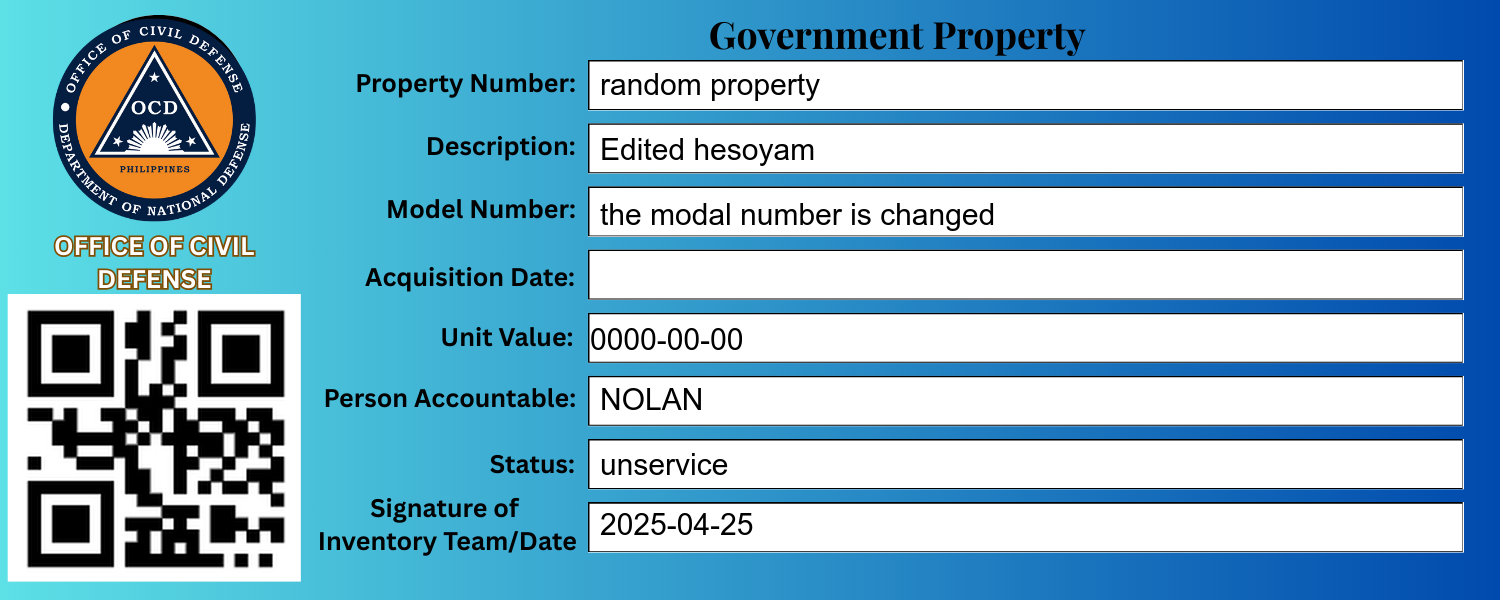 OFFICE OF CIVIL DEFENSE
OCD
PHILIPPINES
DEPARTMENT OF NATIONAL DEFENSE
OFFICE OF CIVIL
DEFENSE
Government Property
Property Number: random property
Description: Edited hesoyam
Model Number: the modal number is changed
Acquisition Date:
Unit Value: 0000-00-00
Person Accountable: NOLAN
Status: unservice
Signature of
Inventory Team/Date 2025-04-25